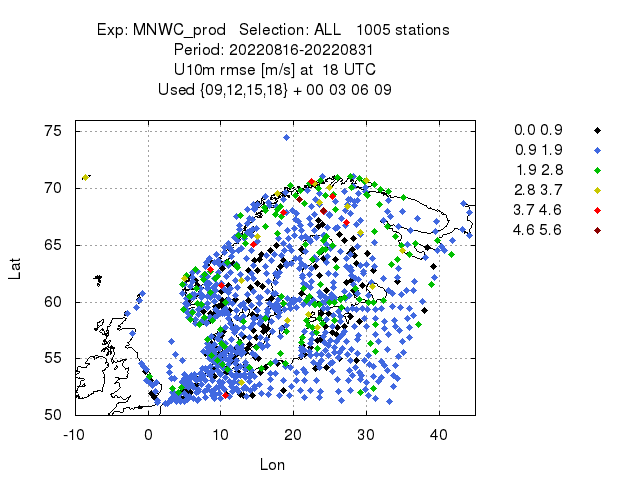 Exp: MNWC_prod   Selection: ALL   1005 stations
Period: 20220816-20220831
U10m rmse [m/s] at  18 UTC
Used {09,12,15,18} + 00 03 06 09
0.0 0.9
0.9 1.9
1.9 2.8
2.8 3.7
3.7 4.6
4.6 5.6
75
70
65
60
55
50
Lat
-10 0 10 20 30 40
Lon